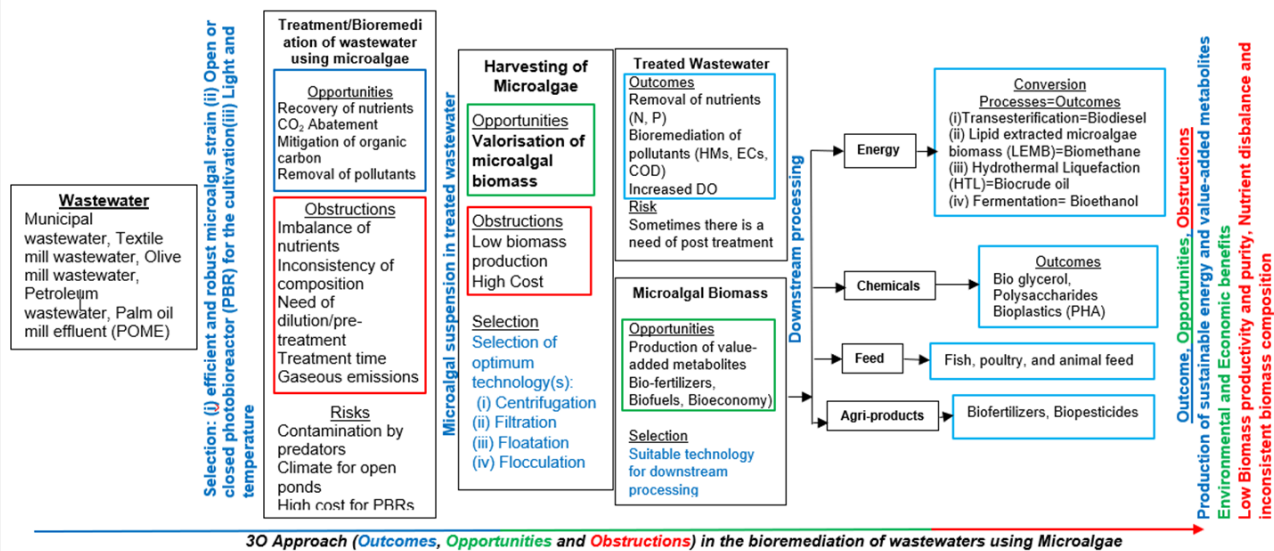 Wastewater
Municipal
wastewater, Textile
mill wastewater, Olive
mill wastewater,
Petroleum
wastewater, Palm oil
mill effluent (POME)
Selection: (i) efficient and robust microalgal strain (ii) Open or
closed photobioreactor (PBR) for the cultivation(iii) Light and
temperature
Treatment/Bioremedi
ation of wastewater
using microalgae
Opportunities
Recovery of nutrients
CO₂ Abatement
Mitigation of organic
carbon
Removal of pollutants
Obstructions
Imbalance of
nutrients
Inconsistency of
composition
Need of
dilution/pre-
treatment
Treatment time
Gaseous emissions
Risks
Contamination by
predators
Climate for open
ponds
High cost for PBRs
Microalgal suspension in treated wastewater
Harvesting of
Microalgae
Opportunities
Valorisation of
microalgal
biomass
Obstructions
Low biomass
production
High Cost
Selection
Selection of
optimum
technology(s):
(i) Centrifugation
(ii) Filtration
(iii) Floatation
(iv) Flocculation
Treated Wastewater
Outcomes
Removal of nutrients
(N, P)
Bioremediation of
pollutants (HMs, ECs,
COD)
Increased DO
Risk
Sometimes there is a
need of post treatment
Microalgal Biomass
Opportunities
Production of value-
added metabolites
Bio-fertilizers,
Biofuels, Bioeconomy)
Selection
Suitable technology
for downstream
processing
Downstream processing
Energy
Conversion
Processes=Outcomes
(i)Transesterification=Biodiesel
(ii) Lipid extracted microalgae
biomass (LEMB)=Biomethane
(iii) Hydrothermal Liquefaction
(HTL)=Biocrude oil
(iv) Fermentation= Bioethanol
Chemicals
Outcomes
Bio glycerol,
Polysaccharides
Bioplastics (PHA)
Feed
Fish, poultry, and animal feed
Agri-products
Biofertilizers, Biopesticides
Outcome, Opportunities, Obstructions
Production of sustainable energy and value-added metabolites
Environmental and Economic benefits
Low Biomass productivity and purity, Nutrient disbalance and
inconsistent biomass composition
3O Approach (Outcomes, Opportunities and Obstructions) in the bioremediation of wastewaters using Microalgae